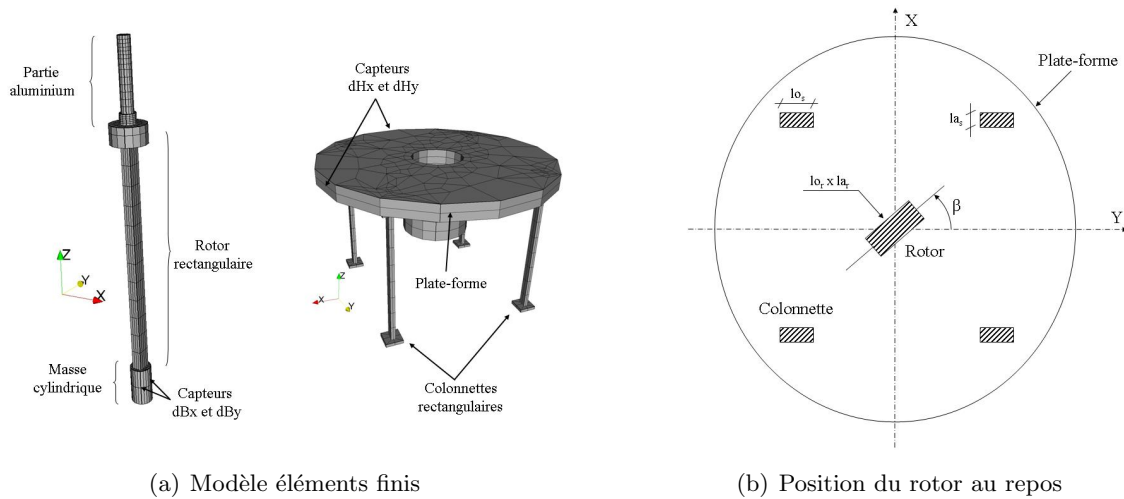 Partie
aluminium
Rotor
rectangulaire
Masse
cylindrique
Capteurs
dBx et dBy
Z
Y
X
Capteurs
dHx et dHy
Plate-forme
Colonnettes
rectangulaires
Z
X
Y
X
Plate-forme
lo_s
la_s
lo_r x la_r
β
Y
Rotor
Colonnette
(a) Modèle éléments finis
(b) Position du rotor au repos